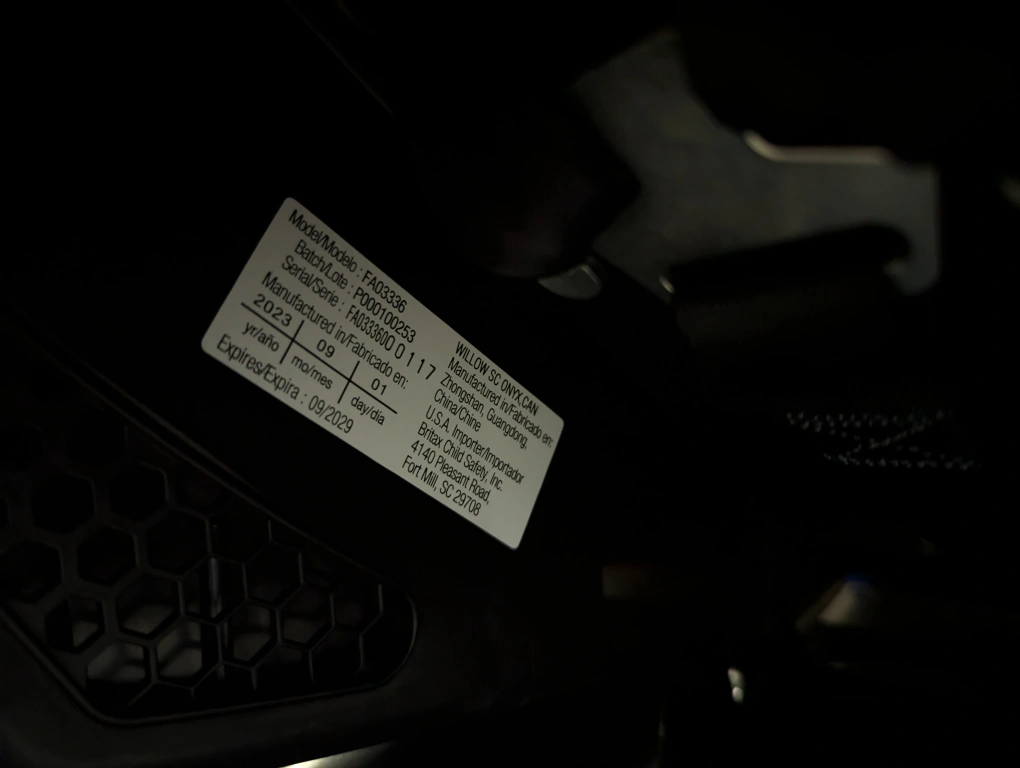 Model/Modelo : FA03336
Batch/Lote : P000100253
Serial/Serie : FA03336000117
Manufactured in/Fabricado en:
2023 09 01
yr/año mo/mes day/día
Expires/Expira : 09/2029
WILLOW SC ONYX CAN
Manufactured in/Fabricado en:
Zhongshan, Guangdong,
China/Chine
U.S.A. Importer/Importador
Britax Child Safety, Inc.
4140 Pleasant Road,
Fort Mill, SC 29708